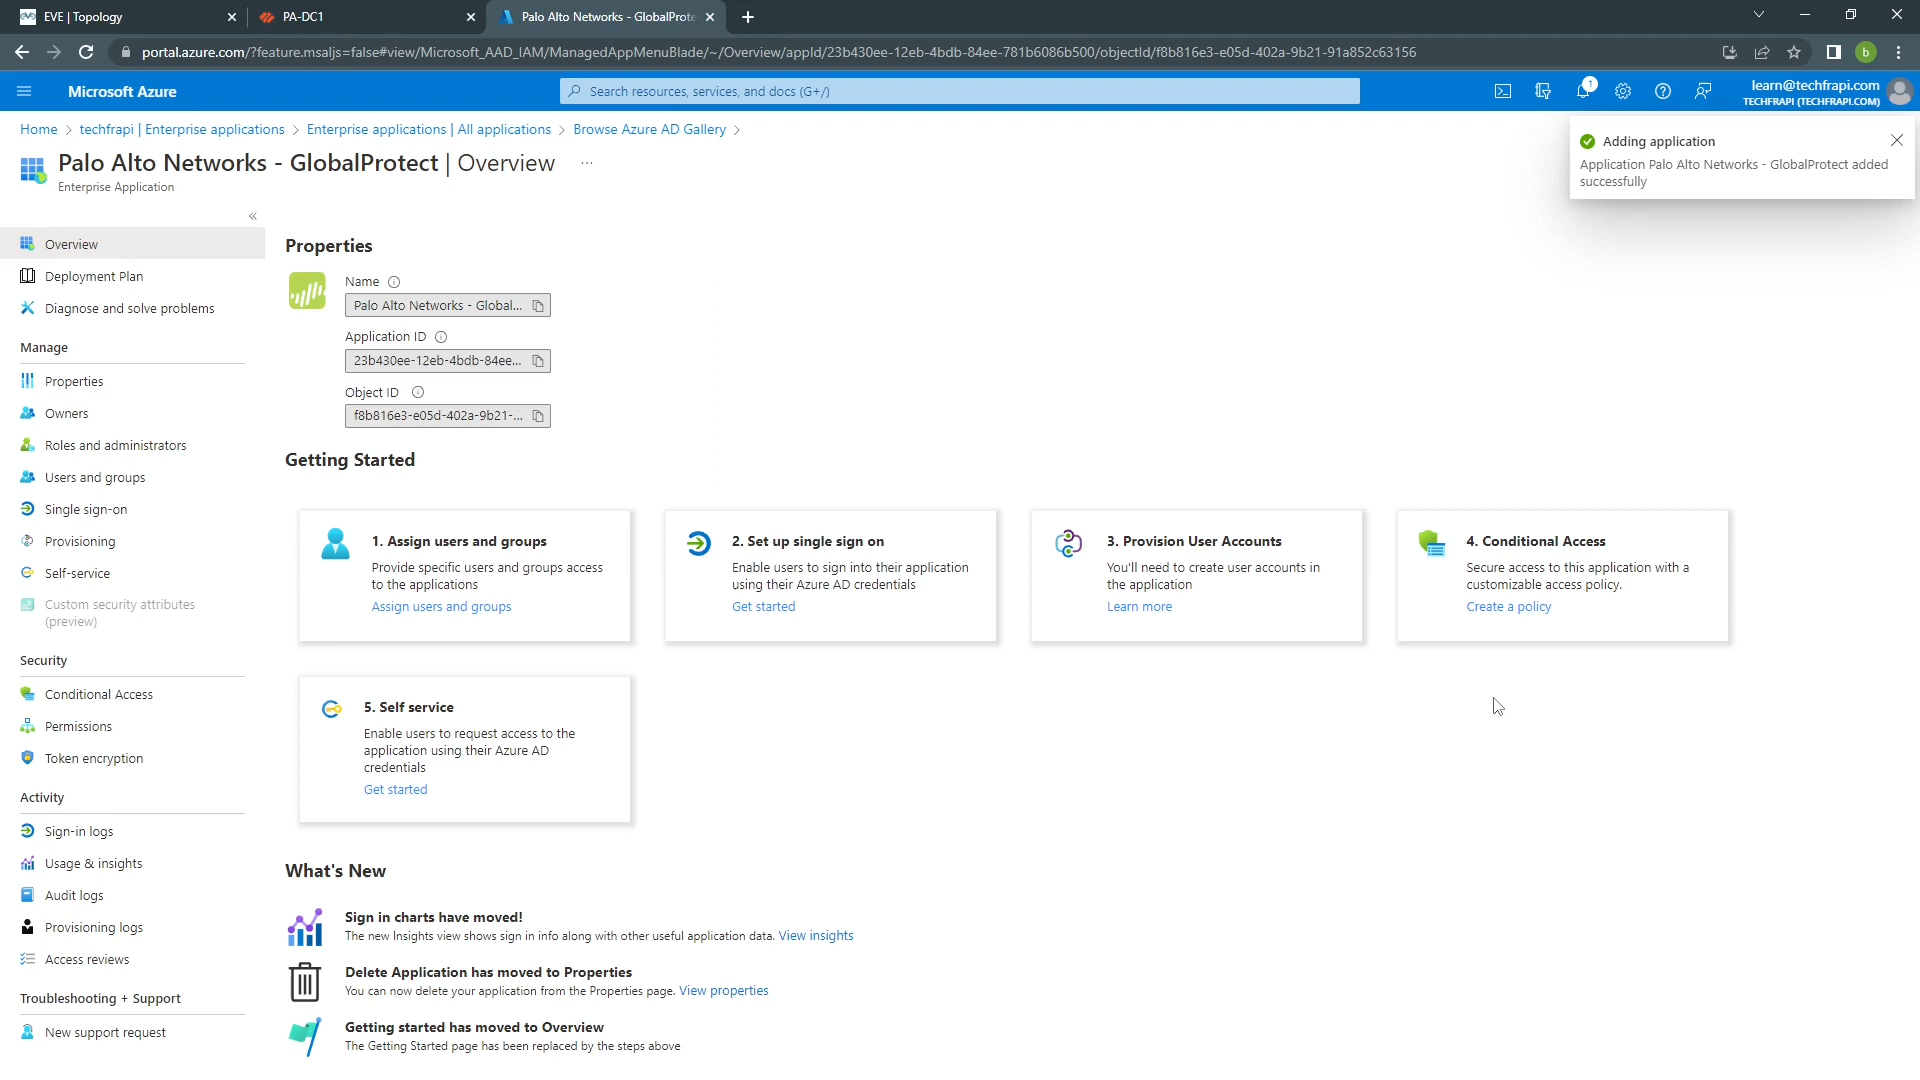 EVE | Topology
PA-DC1
Palo Alto Networks - GlobalProte
portal.azure.com/?feature.msaljs=false#view/Microsoft_AAD_IAM/ManagedAppMenuBlade/~/Overview/appId/23b430ee-12eb-4bdb-84ee-781b6086b500/objectId/f8b816e3-e05d-402a-9b21-91a852c63156
b
Microsoft Azure
Search resources, services, and docs (G+/)
1
learn@techfrapi.com
TECHFRAPI (TECHFRAPI.COM)
Home > techfrapi | Enterprise applications > Enterprise applications | All applications > Browse Azure AD Gallery >
Adding application
Application Palo Alto Networks - GlobalProtect added
successfully
Palo Alto Networks - GlobalProtect | Overview ...
Enterprise Application
«
Overview
Deployment Plan
Diagnose and solve problems
Manage
Properties
Owners
Roles and administrators
Users and groups
Single sign-on
Provisioning
Self-service
Custom security attributes
(preview)
Security
Conditional Access
Permissions
Token encryption
Activity
Sign-in logs
Usage & insights
Audit logs
Provisioning logs
Access reviews
Troubleshooting + Support
New support request
Properties
Name
Palo Alto Networks - Global...
Application ID
23b430ee-12eb-4bdb-84ee...
Object ID
f8b816e3-e05d-402a-9b21-...
Getting Started
1. Assign users and groups
Provide specific users and groups access
to the applications
Assign users and groups
2. Set up single sign on
Enable users to sign into their application
using their Azure AD credentials
Get started
3. Provision User Accounts
You'll need to create user accounts in
the application
Learn more
4. Conditional Access
Secure access to this application with a
customizable access policy.
Create a policy
5. Self service
Enable users to request access to the
application using their Azure AD
credentials
Get started
What's New
Sign in charts have moved!
The new Insights view shows sign in info along with other useful application data. View insights
Delete Application has moved to Properties
You can now delete your application from the Properties page. View properties
Getting started has moved to Overview
The Getting Started page has been replaced by the steps above